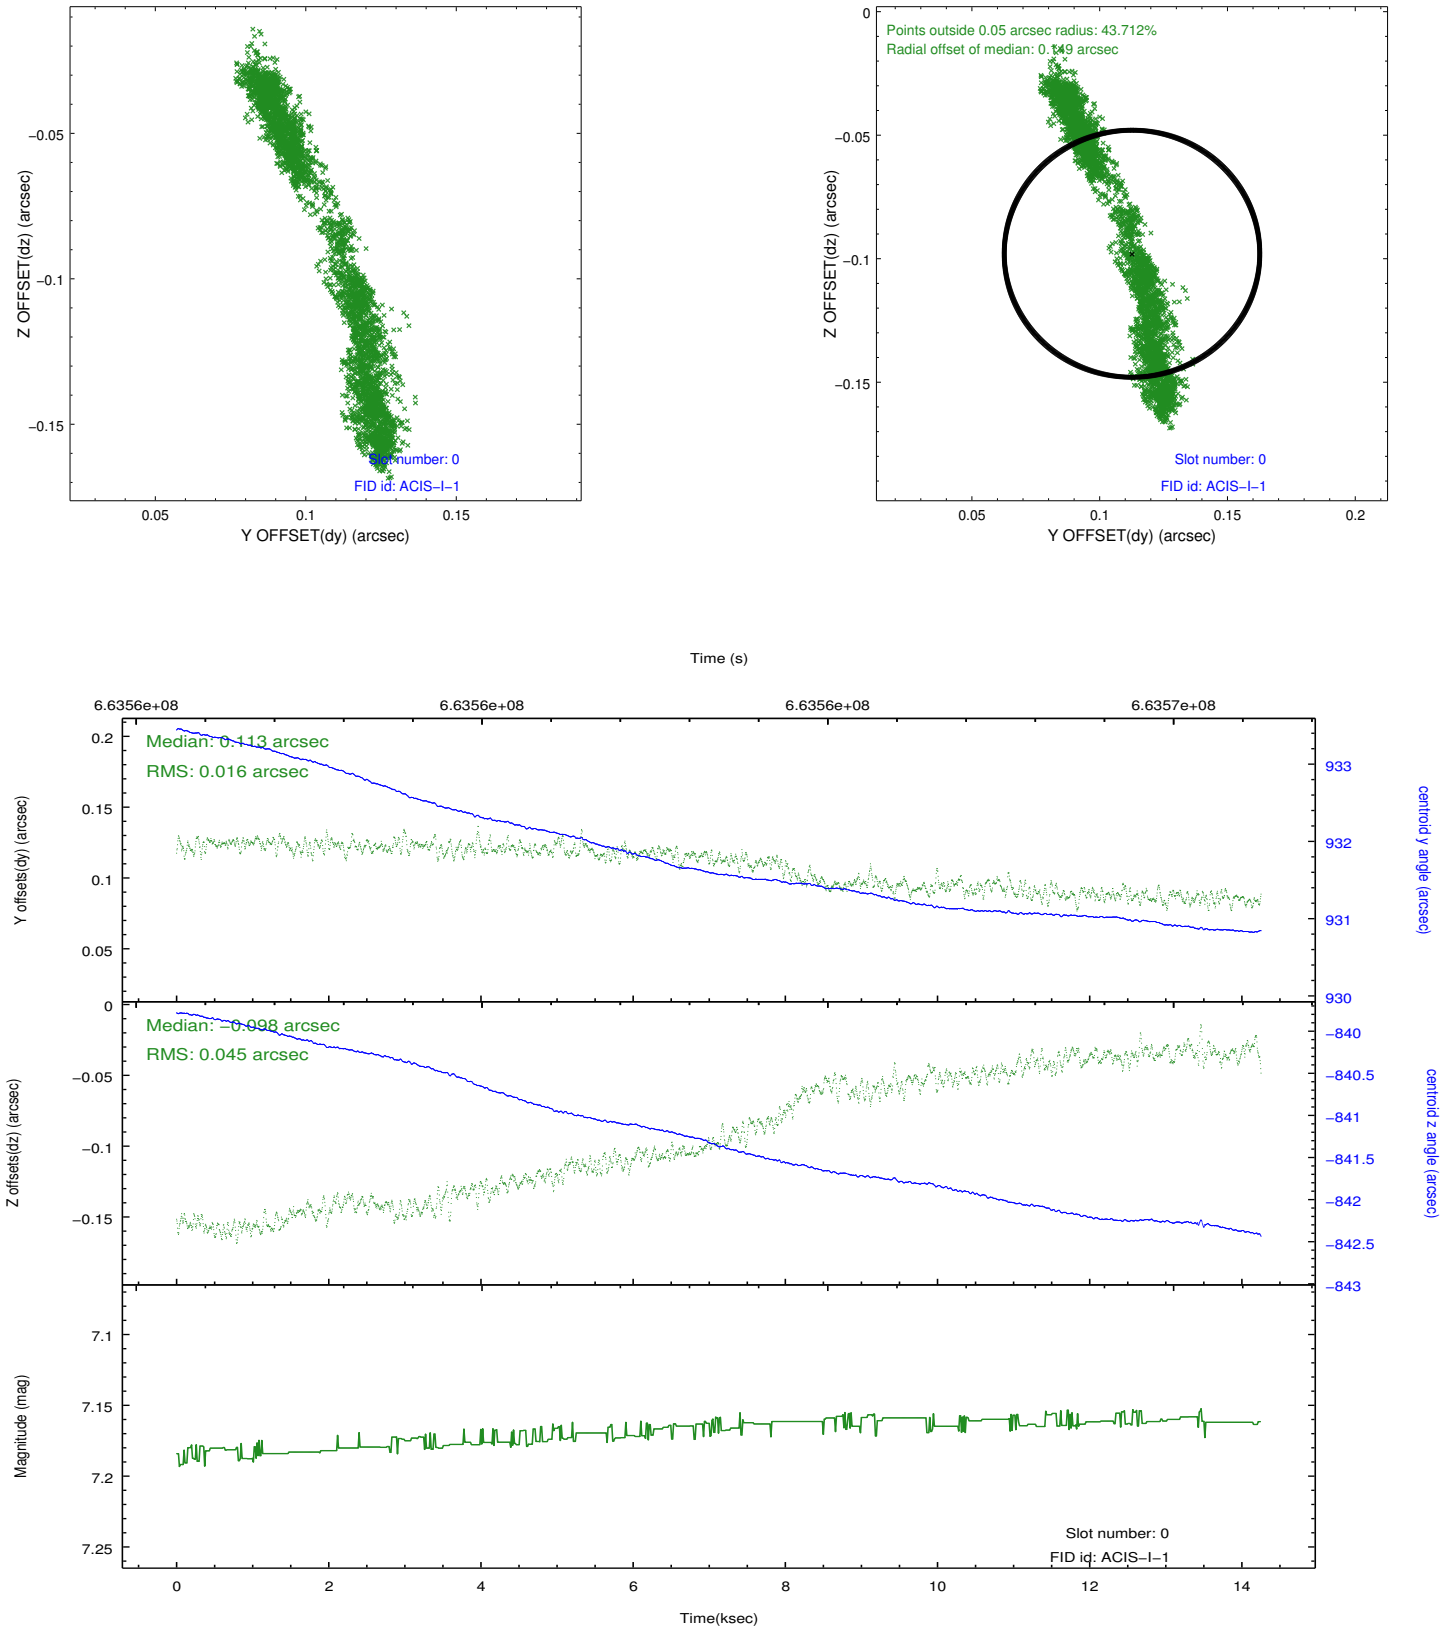 −0.05
−0.1
−0.15
Z OFFSET(dz) (arcsec)
Slot number: 0
FID id: ACIS−I−1
0.05
0.1
0.15
Y OFFSET(dy) (arcsec)
Points outside 0.05 arcsec radius: 43.712%
Radial offset of median: 0.149 arcsec
0
−0.05
−0.1
−0.15
Z OFFSET(dz) (arcsec)
Slot number: 0
FID id: ACIS−I−1
0.05
0.1
0.15
0.2
Y OFFSET(dy) (arcsec)
Time (s)
6.6356e+08
6.6356e+08
6.6356e+08
6.6357e+08
Median: 0.113 arcsec
RMS: 0.016 arcsec
0.2
0.15
0.1
0.05
Y offsets(dy) (arcsec)
933
932
931
930
centroid y angle (arcsec)
Median: −0.098 arcsec
RMS: 0.045 arcsec
0
−0.05
−0.1
−0.15
Z offsets(dz) (arcsec)
−840
−840.5
−841
−841.5
−842
−842.5
−843
centroid z angle (arcsec)
7.1
7.15
7.2
7.25
Magnitude (mag)
Slot number: 0
FID id: ACIS−I−1
0
2
4
6
8
10
12
14
Time(ksec)